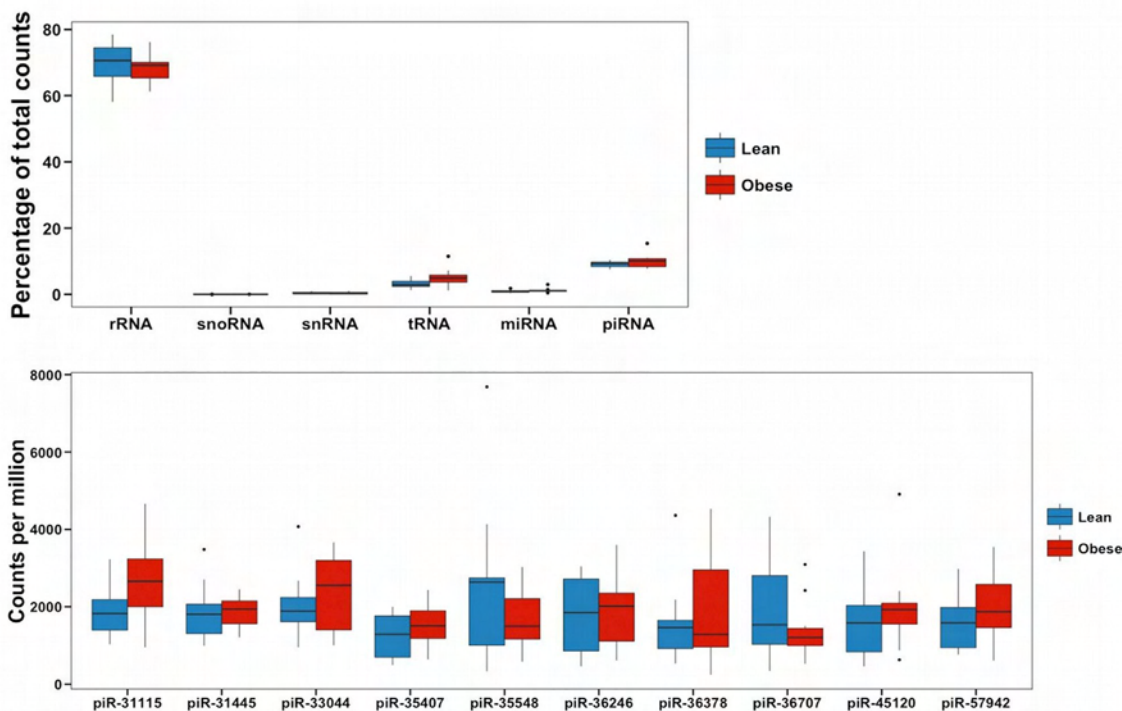 Percentage of total counts
80
60
40
20
0
rRNA snoRNA snRNA tRNA miRNA piRNA
Lean
Obese
Counts per million
8000
6000
4000
2000
0
piR-31115 piR-31445 piR-33044 piR-35407 piR-35548 piR-36246 piR-36378 piR-36707 piR-45120 piR-57942
Lean
Obese